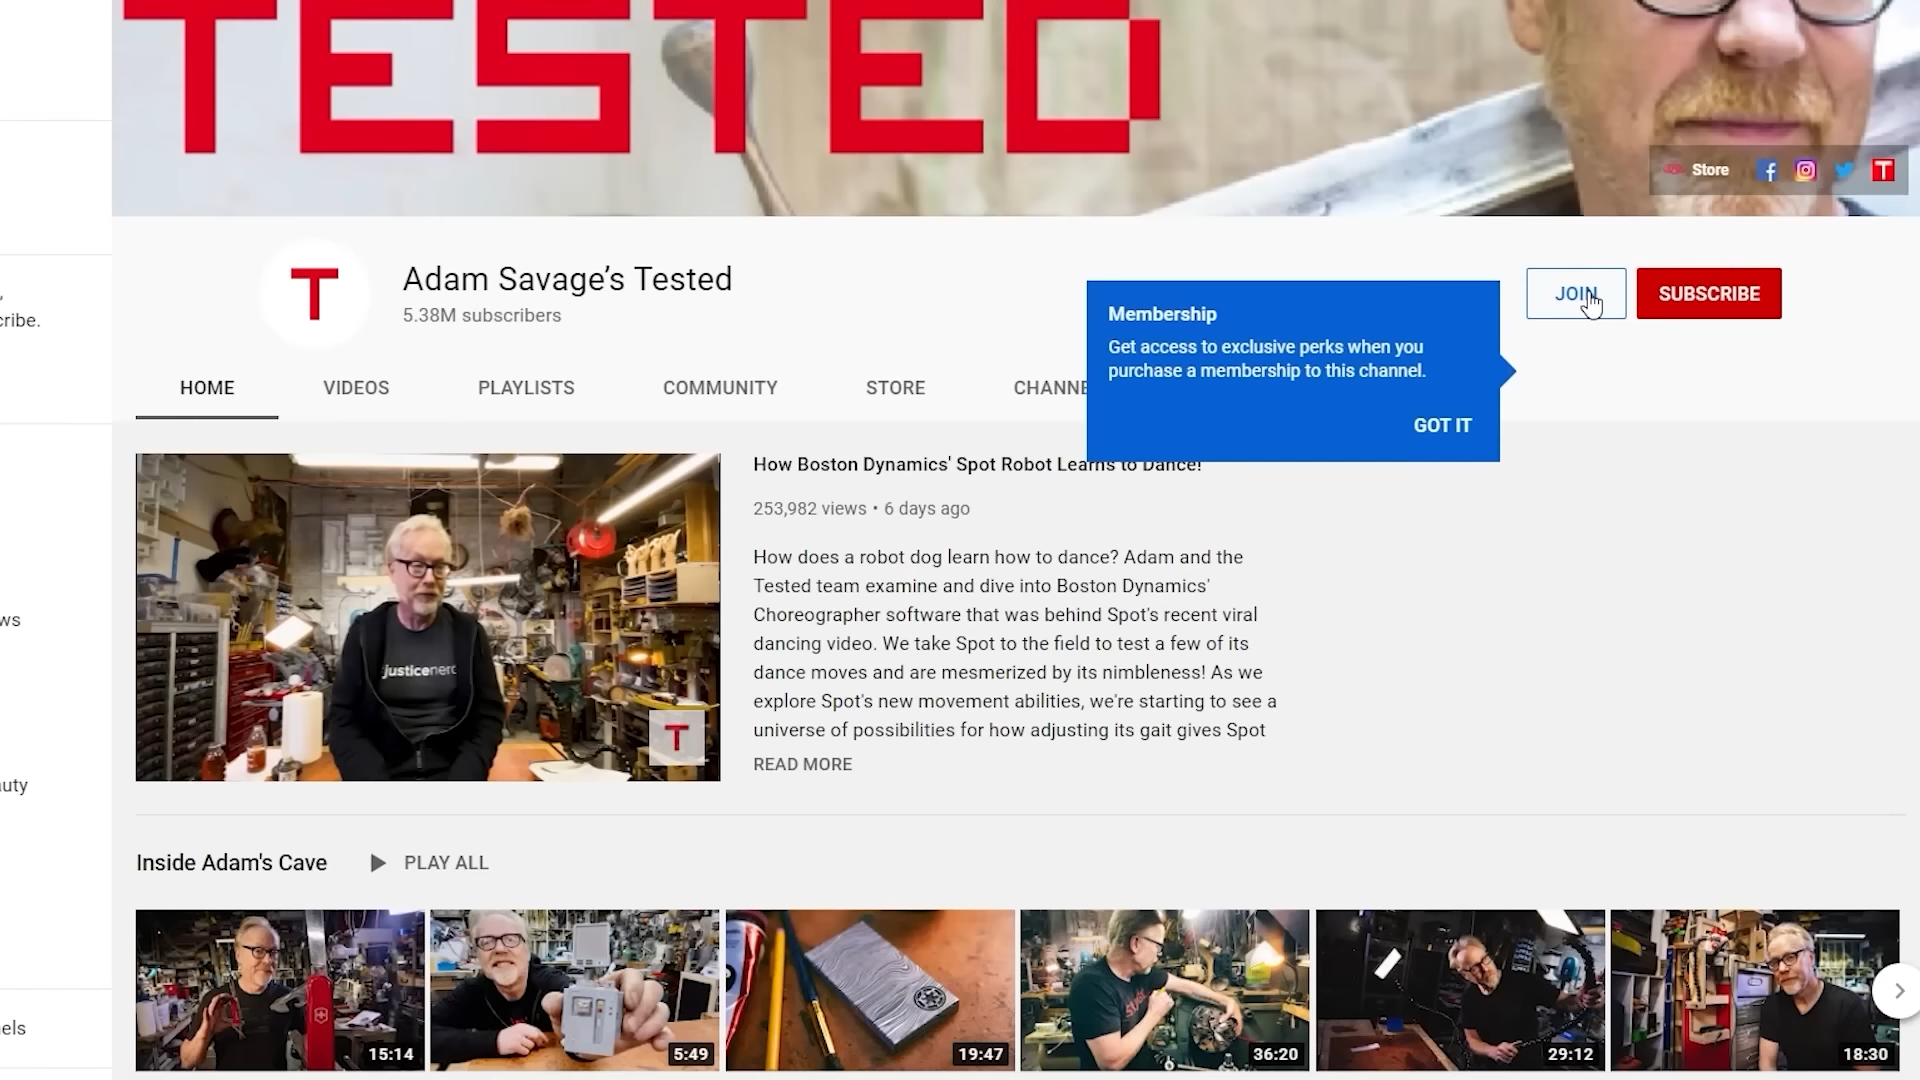 TESTED
Store
T
T
Adam Savage's Tested
5.38M subscribers
JOIN
SUBSCRIBE
Membership
Get access to exclusive perks when you
purchase a membership to this channel.
GOT IT
HOME
VIDEOS
PLAYLISTS
COMMUNITY
STORE
cribe.
How Boston Dynamics' Spot Robot Learns to Dance!
253,982 views • 6 days ago
How does a robot dog learn how to dance? Adam and the
Tested team examine and dive into Boston Dynamics'
Choreographer software that was behind Spot's recent viral
dancing video. We take Spot to the field to test a few of its
dance moves and are mesmerized by its nimbleness! As we
explore Spot's new movement abilities, we're starting to see a
universe of possibilities for how adjusting its gait gives Spot
READ MORE
justicenerd
T
ws
uty
Inside Adam's Cave
PLAY ALL
els
15:14
5:49
19:47
36:20
29:12
18:30